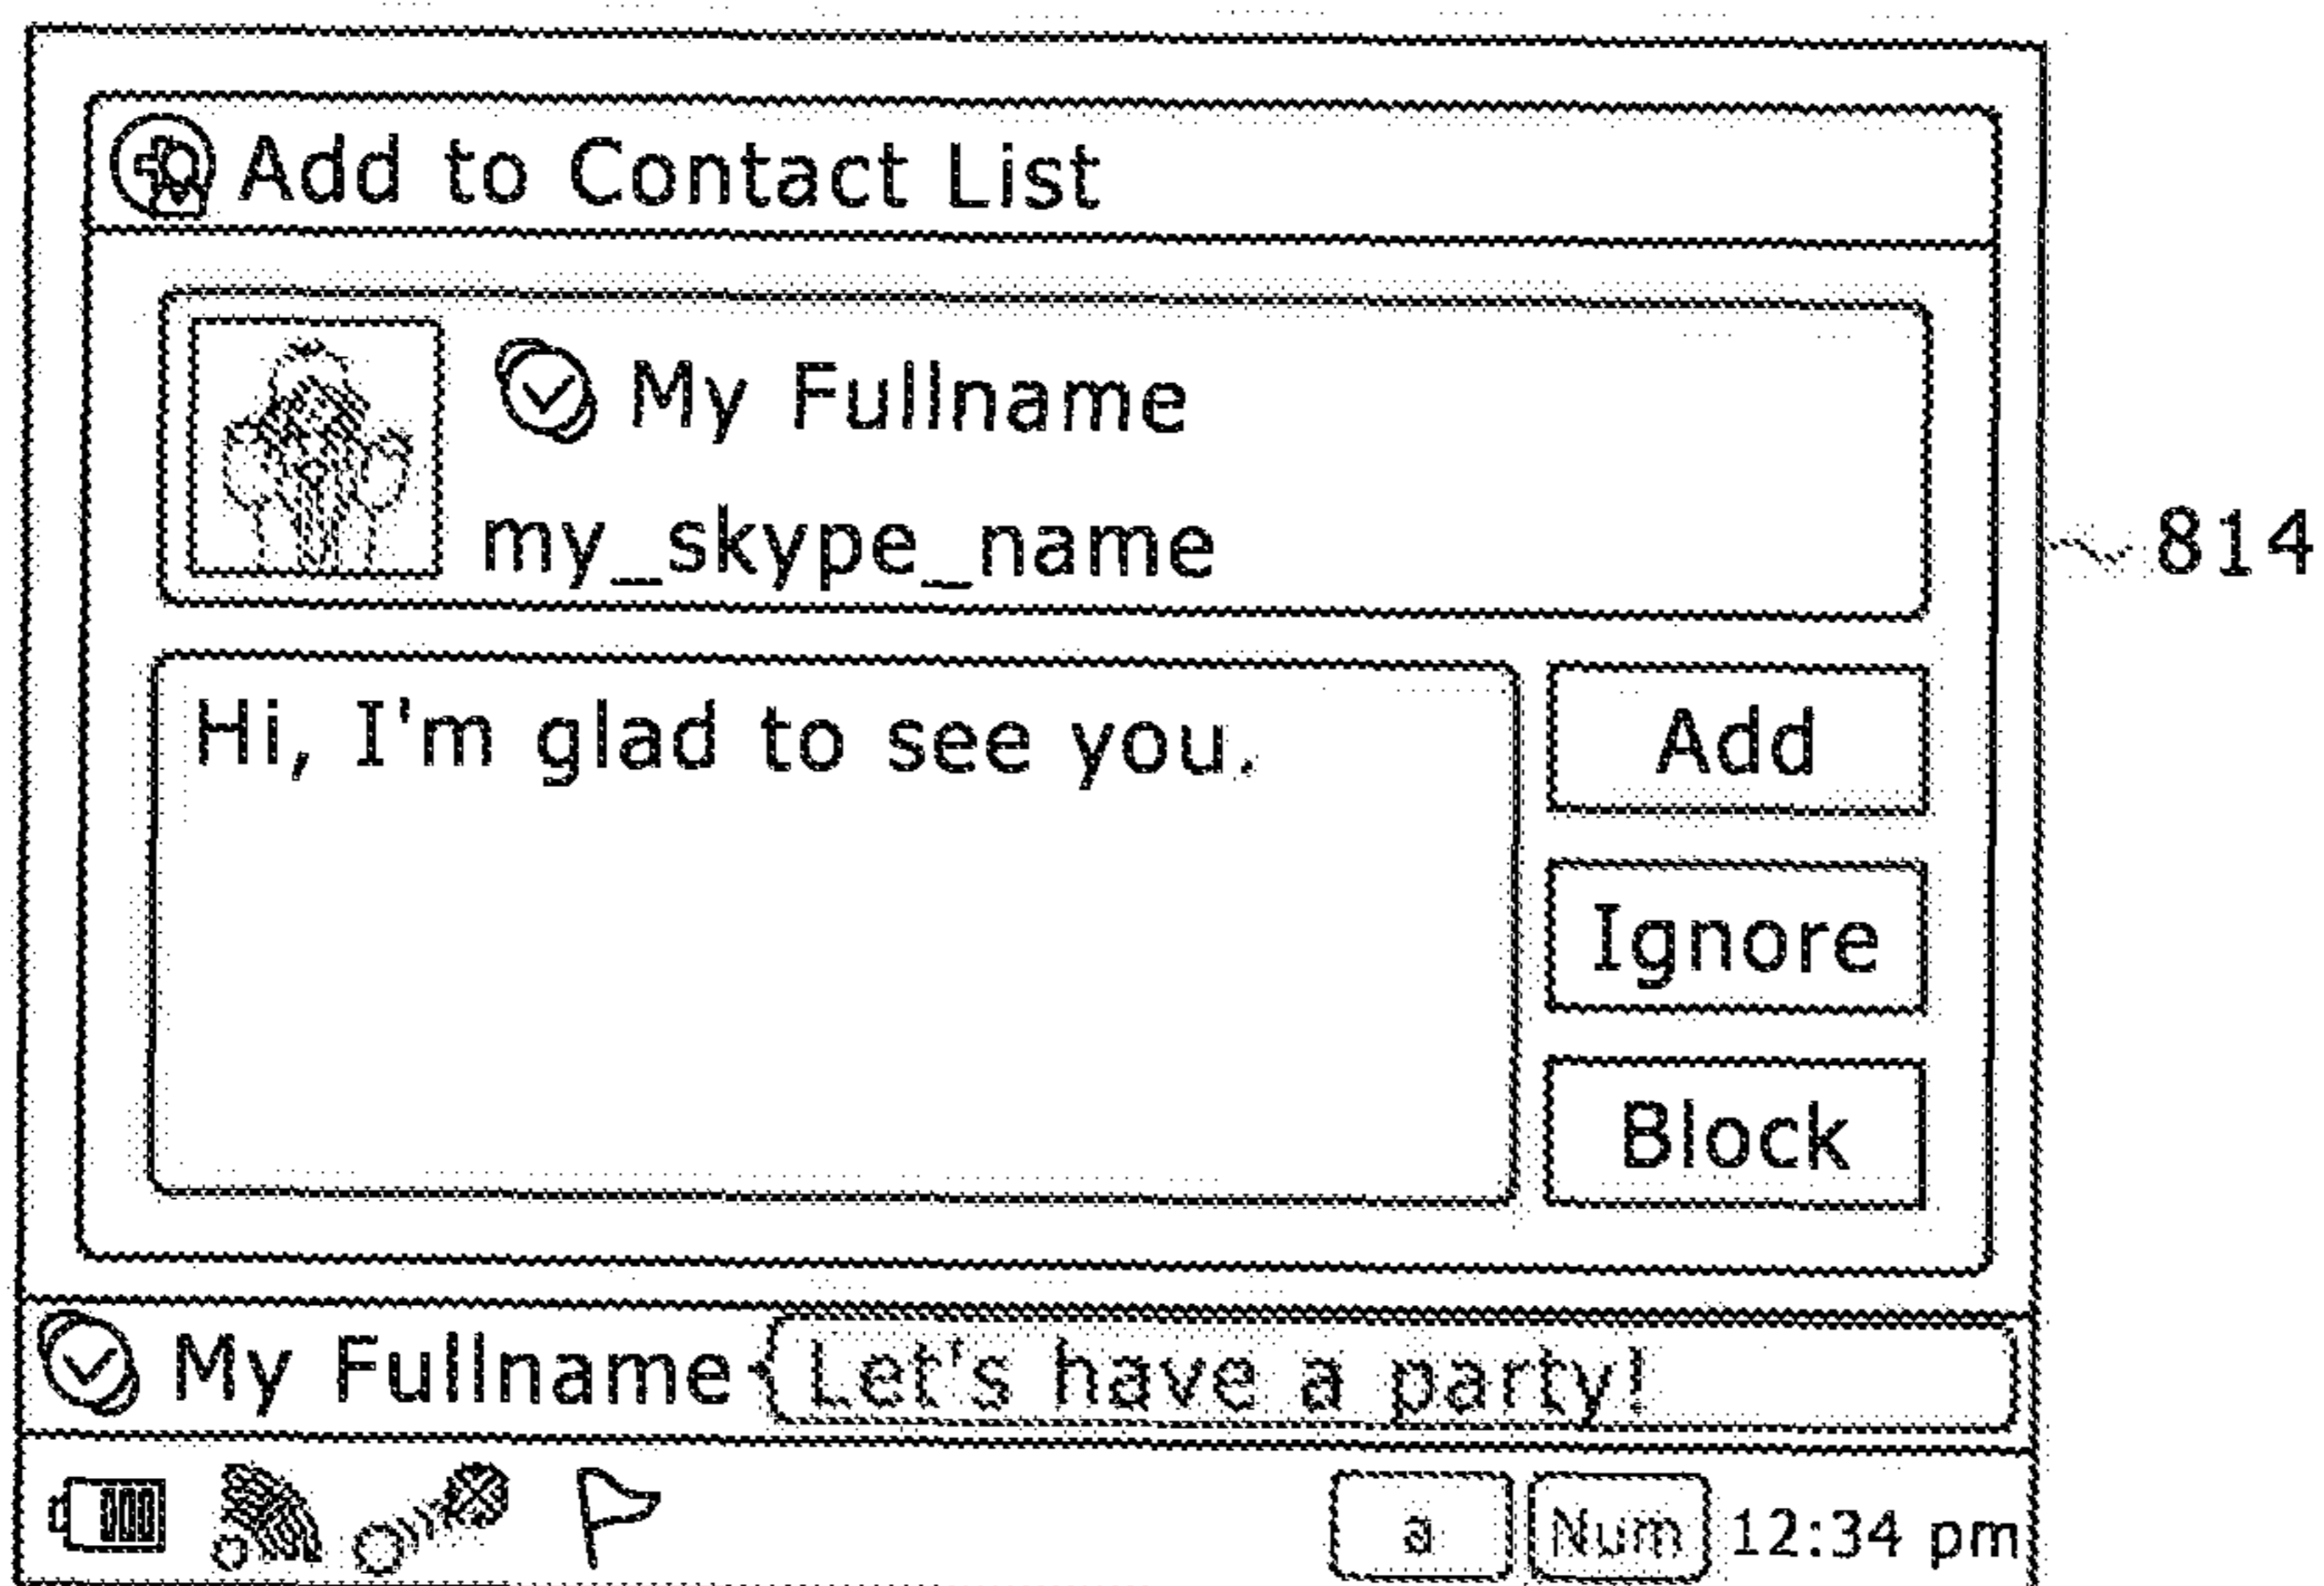 Add to Contact List
My Fullname
my_skype_name
814
Hi, I'm glad to see you.
Add
Ignore
Block
My Fullname Let's have a party!
a Num 12:34 pm